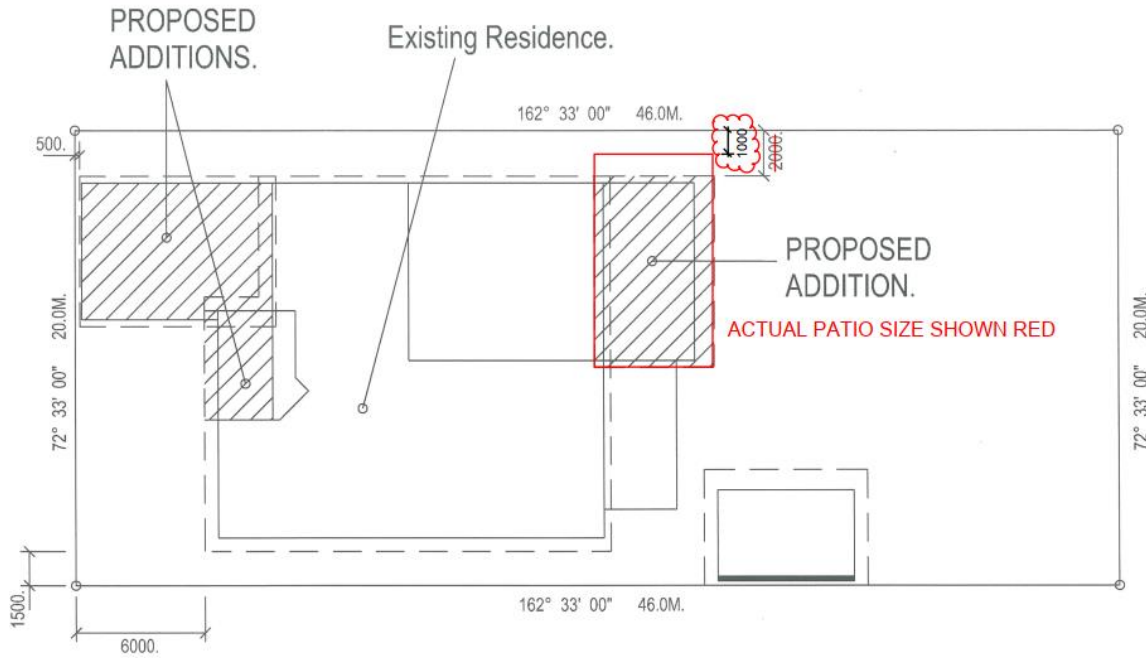 PROPOSED
ADDITIONS.
Existing Residence.
162° 33' 00" 46.0M.
500.
1000
2000.
PROPOSED
ADDITION.
ACTUAL PATIO SIZE SHOWN RED
72° 33' 00" 20.0M.
72° 33' 00" 20.0M.
1500.
6000.
162° 33' 00" 46.0M.